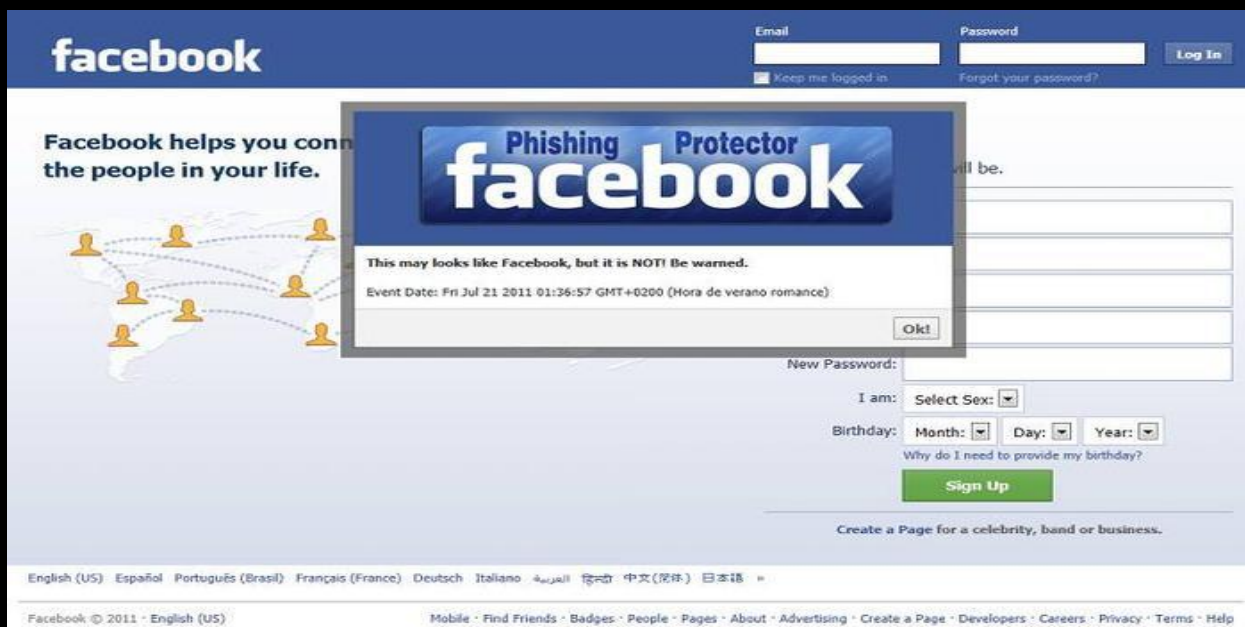 facebook
Email
Password
Log In
Keep me logged in
Forgot your password?
Facebook helps you conn
the people in your life.
Phishing Protector
facebook
ill be.
This may looks like Facebook, but it is NOT! Be warned.
Event Date: Fri Jul 21 2011 01:36:57 GMT+0200 (Hora de verano romance)
Ok!
New Password:
I am: Select Sex:
Birthday: Month: Day: Year:
Why do I need to provide my birthday?
Sign Up
Create a Page for a celebrity, band or business.
English (US) Español Português (Brasil) Français (France) Deutsch Italiano العربية हिन्दी 中文(简体) 日本語 »
Facebook © 2011 · English (US)
Mobile · Find Friends · Badges · People · Pages · About · Advertising · Create a Page · Developers · Careers · Privacy · Terms · Help